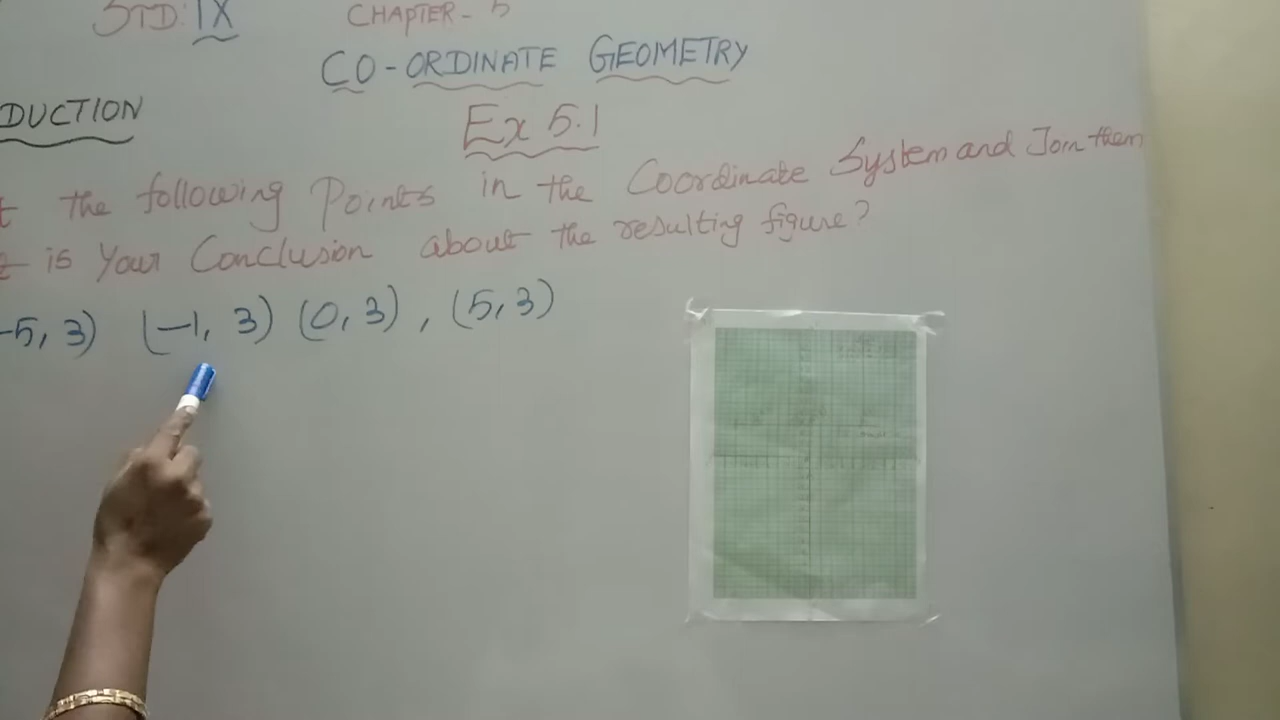 STD: IX
CHAPTER - 5
CO-ORDINATE GEOMETRY
DUCTION
Ex 5.1
t the following Points in the Coordinate System and Join them
is Your Conclusion about the resulting figure?
-5, 3) (-1, 3) (0, 3), (5, 3)